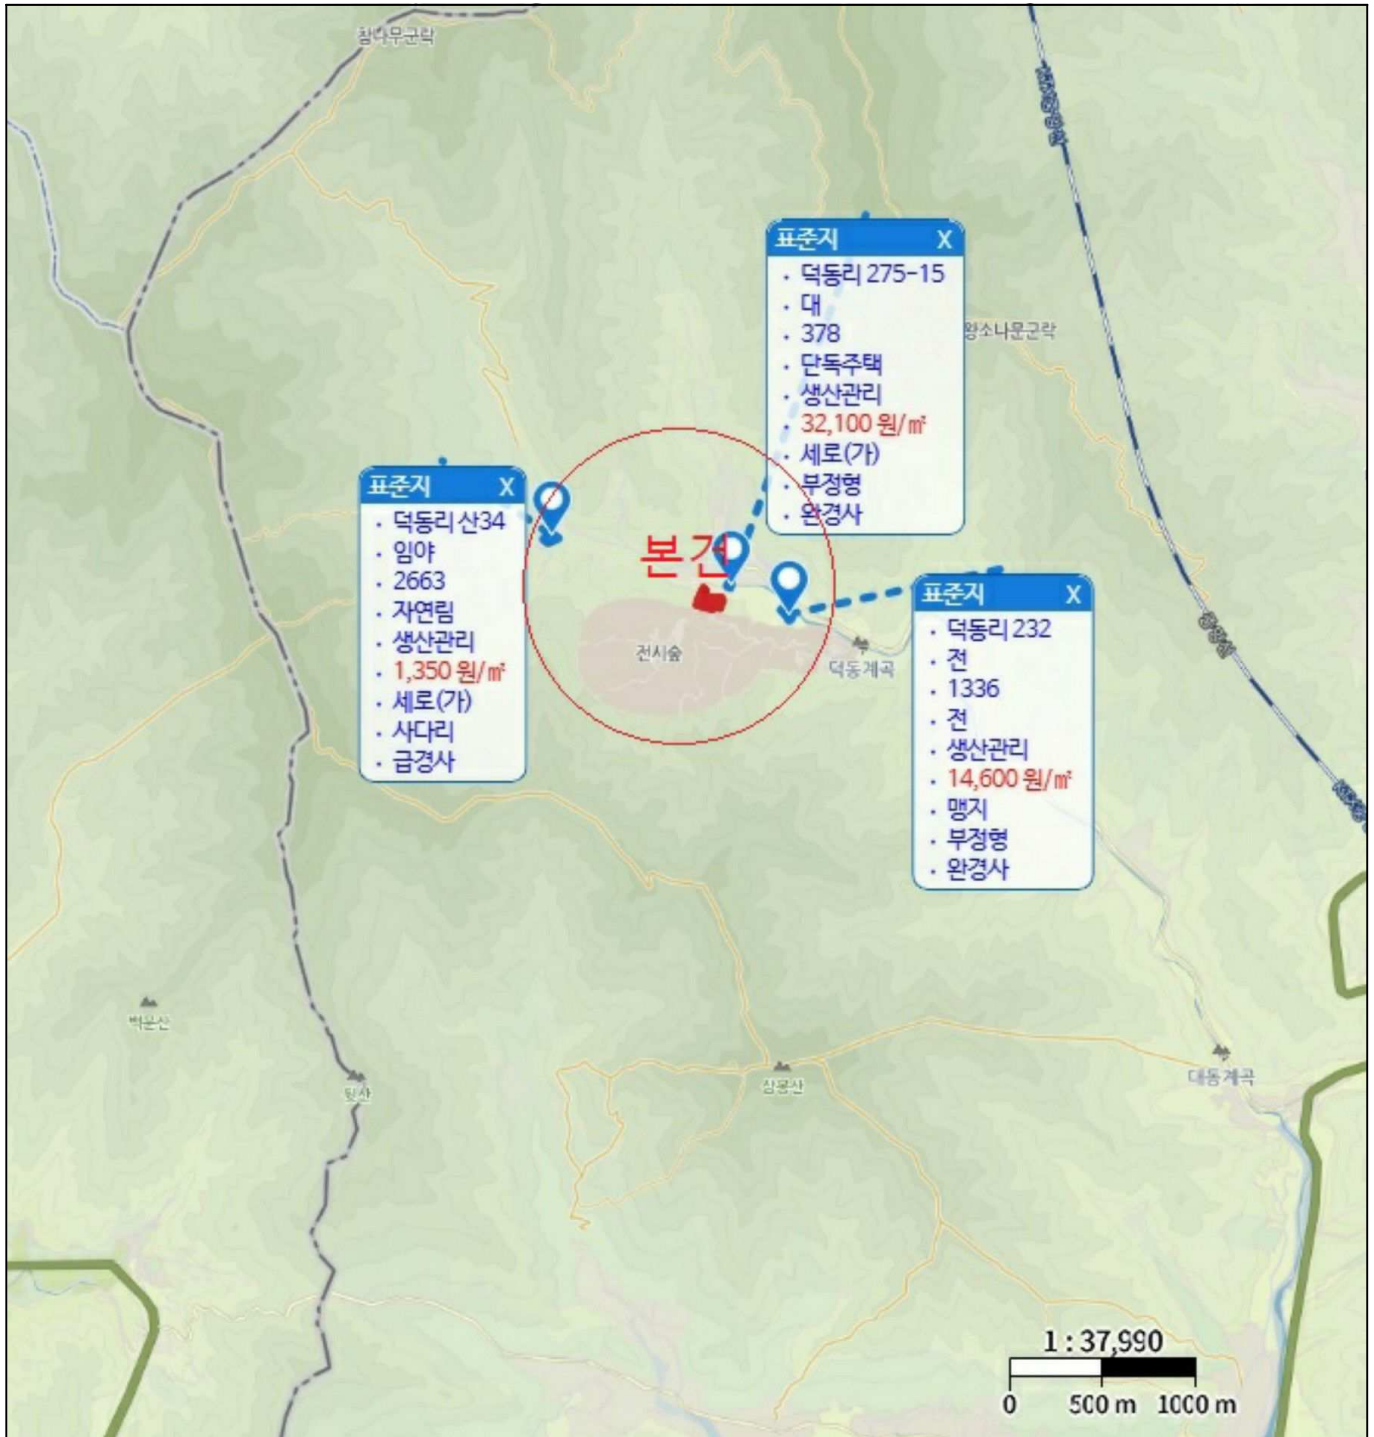 참나무군락
표준지 X
· 덕동리 275-15
· 대
· 378
· 단독주택
· 생산관리
· 32,100 원/㎡
· 세로(가)
· 부정형
· 완경사
왕소나무군락
표준지 X
· 덕동리 산34
· 임야
· 2663
· 자연림
· 생산관리
· 1,350 원/㎡
· 세로(가)
· 사다리
· 급경사
본건
전시숲
덕동계곡
표준지 X
· 덕동리 232
· 전
· 1336
· 전
· 생산관리
· 14,600 원/㎡
· 맹지
· 부정형
· 완경사
백운산
삼봉산
대동계곡
1 : 37,990
0 500 m 1000 m